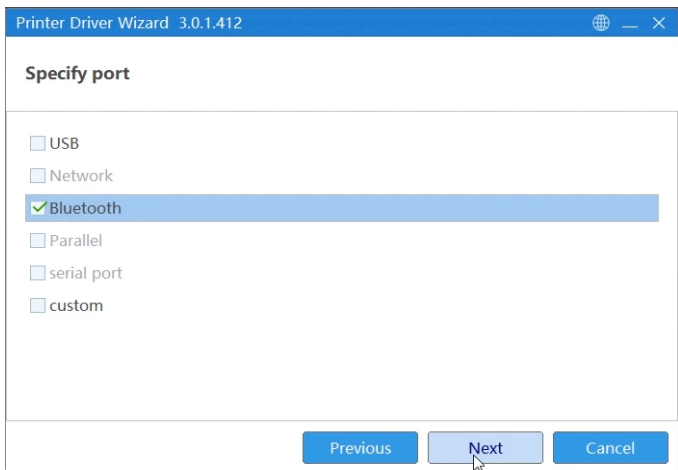 Printer Driver Wizard 3.0.1.412
Specify port
USB
Network
Bluetooth
Parallel
serial port
custom
Previous Next Cancel